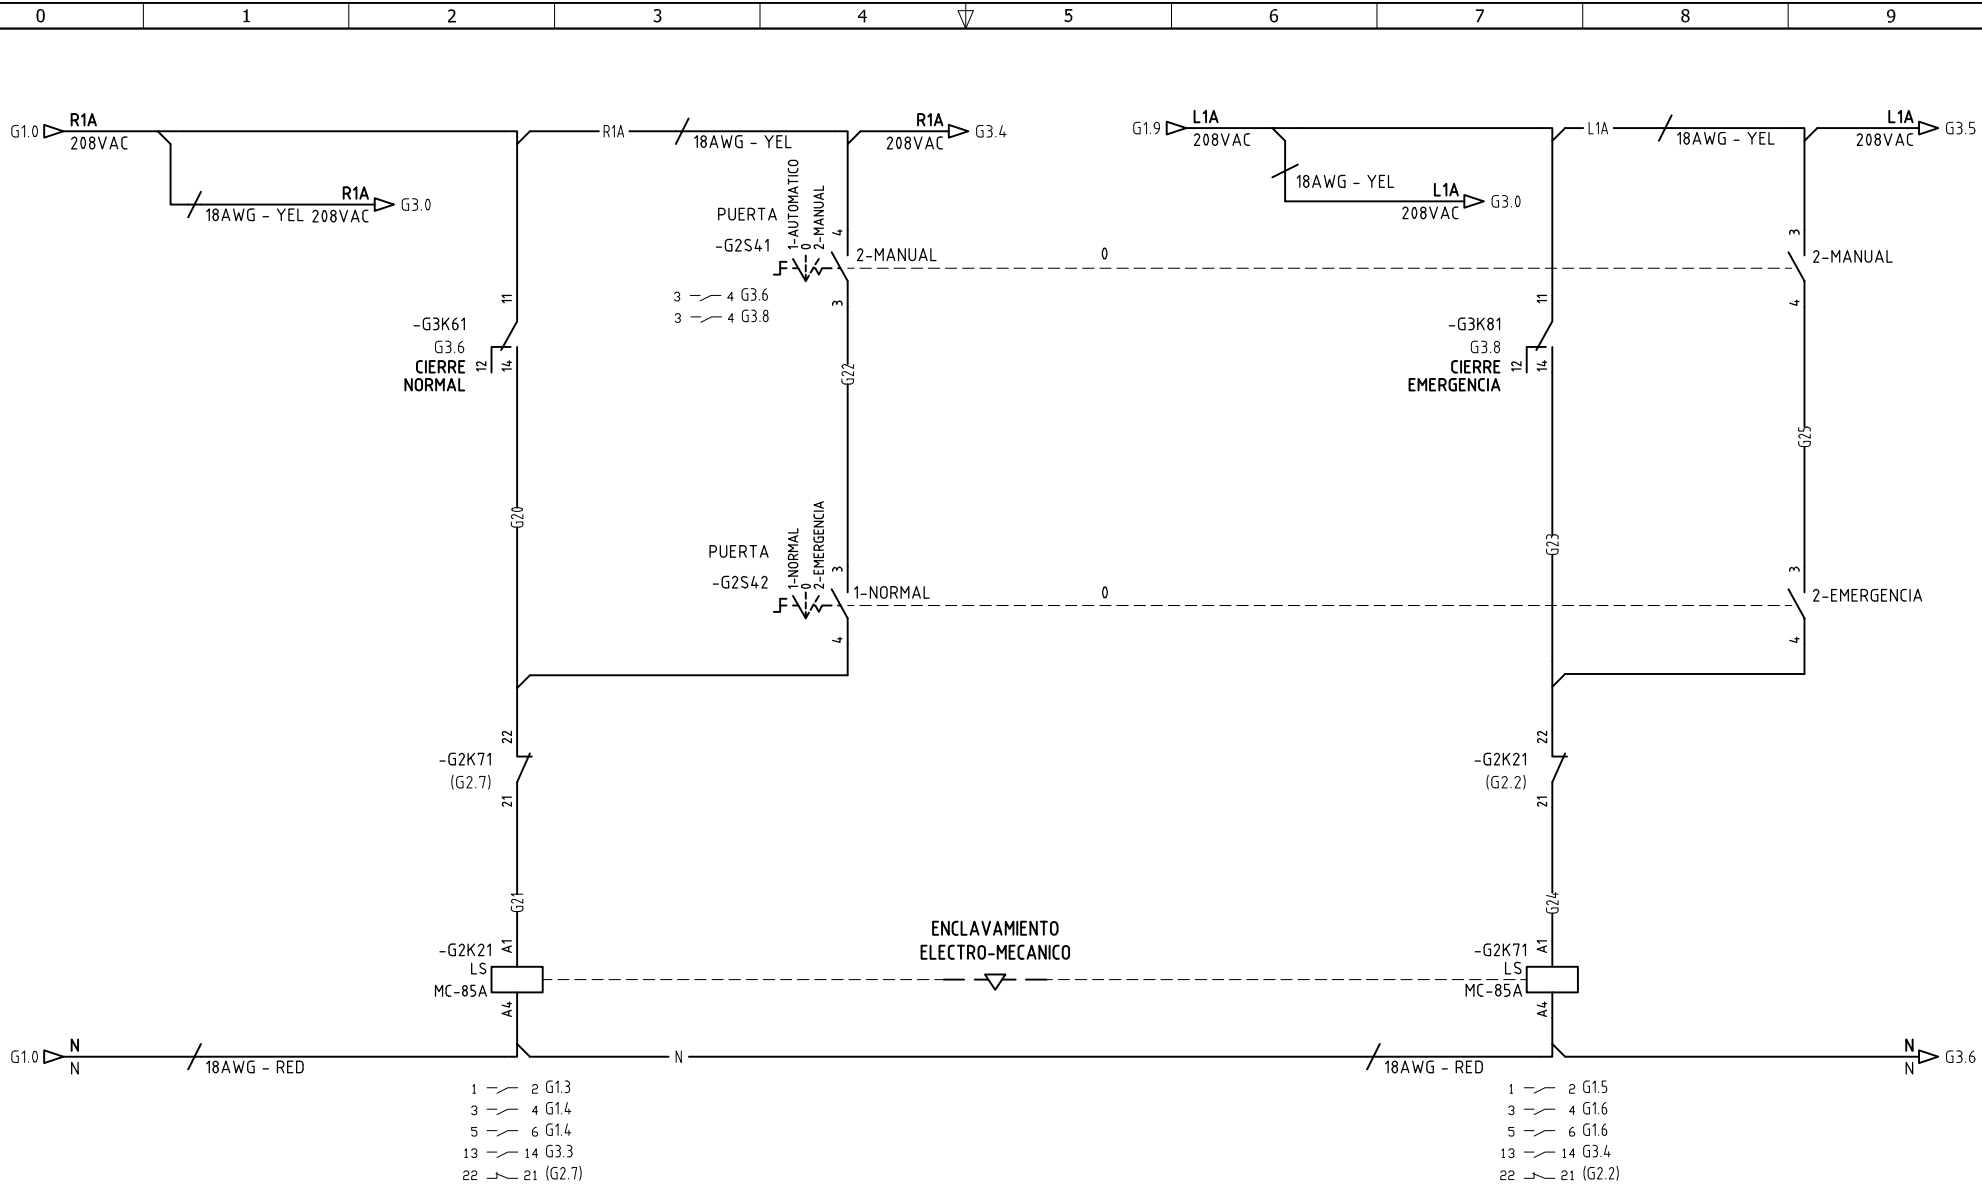 0 1 2 3 4 5 6 7 8 9
G1.0 R1A
208VAC
R1A
18AWG - YEL
R1A
208VAC
G3.4
18AWG - YEL
R1A
208VAC
G3.0
G1.9 L1A
208VAC
L1A
18AWG - YEL
L1A
208VAC
G3.5
18AWG - YEL
L1A
208VAC
G3.0
PUERTA
-G2S41
1-AUTOMATICO
0
2-MANUAL
4
2-MANUAL
3
3 4 G3.6
3 4 G3.8
0
3
2-MANUAL
4
11
-G3K61
G3.6
CIERRE
NORMAL
12
14
G22
11
-G3K81
G3.8
CIERRE
EMERGENCIA
12
14
G25
G20
G23
PUERTA
-G2S42
1-NORMAL
0
2-EMERGENCIA
3
1-NORMAL
4
0
3
2-EMERGENCIA
4
22
-G2K71
(G2.7)
21
22
-G2K21
(G2.2)
21
G21
G24
-G2K21
LS
MC-85A
A1
A4
ENCLAVAMIENTO
ELECTRO-MECANICO
-G2K71
LS
MC-85A
A1
A4
G1.0 N
N
18AWG - RED
N
18AWG - RED
N
N
G3.6
1 2 G1.3
3 4 G1.4
5 6 G1.4
13 14 G3.3
22 21 (G2.7)
1 2 G1.5
3 4 G1.6
5 6 G1.6
13 14 G3.4
22 21 (G2.2)